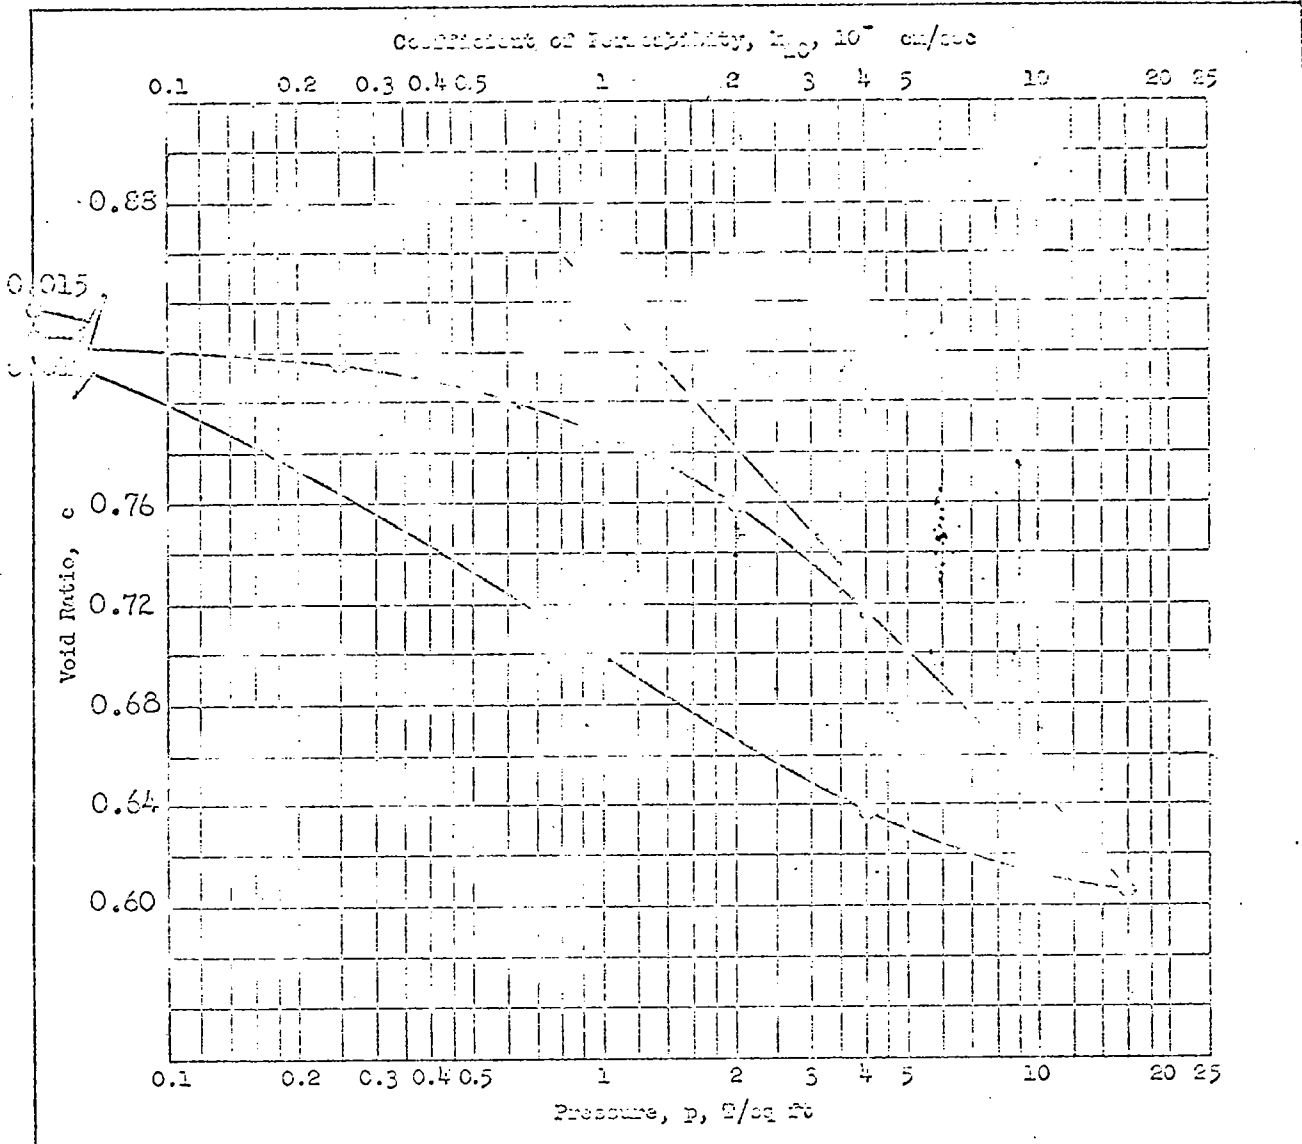 Coefficient of Permeability, k₂₀, 10⁻ cm/sec
0.1 0.2 0.3 0.4 0.5 1 2 3 4 5 10 20 25
0.88
0.015
0.76
Void Ratio, e
0.72
0.68
0.64
0.60
0.1 0.2 0.3 0.4 0.5 1 2 3 4 5 10 20 25
Pressure, p, T/sq ft